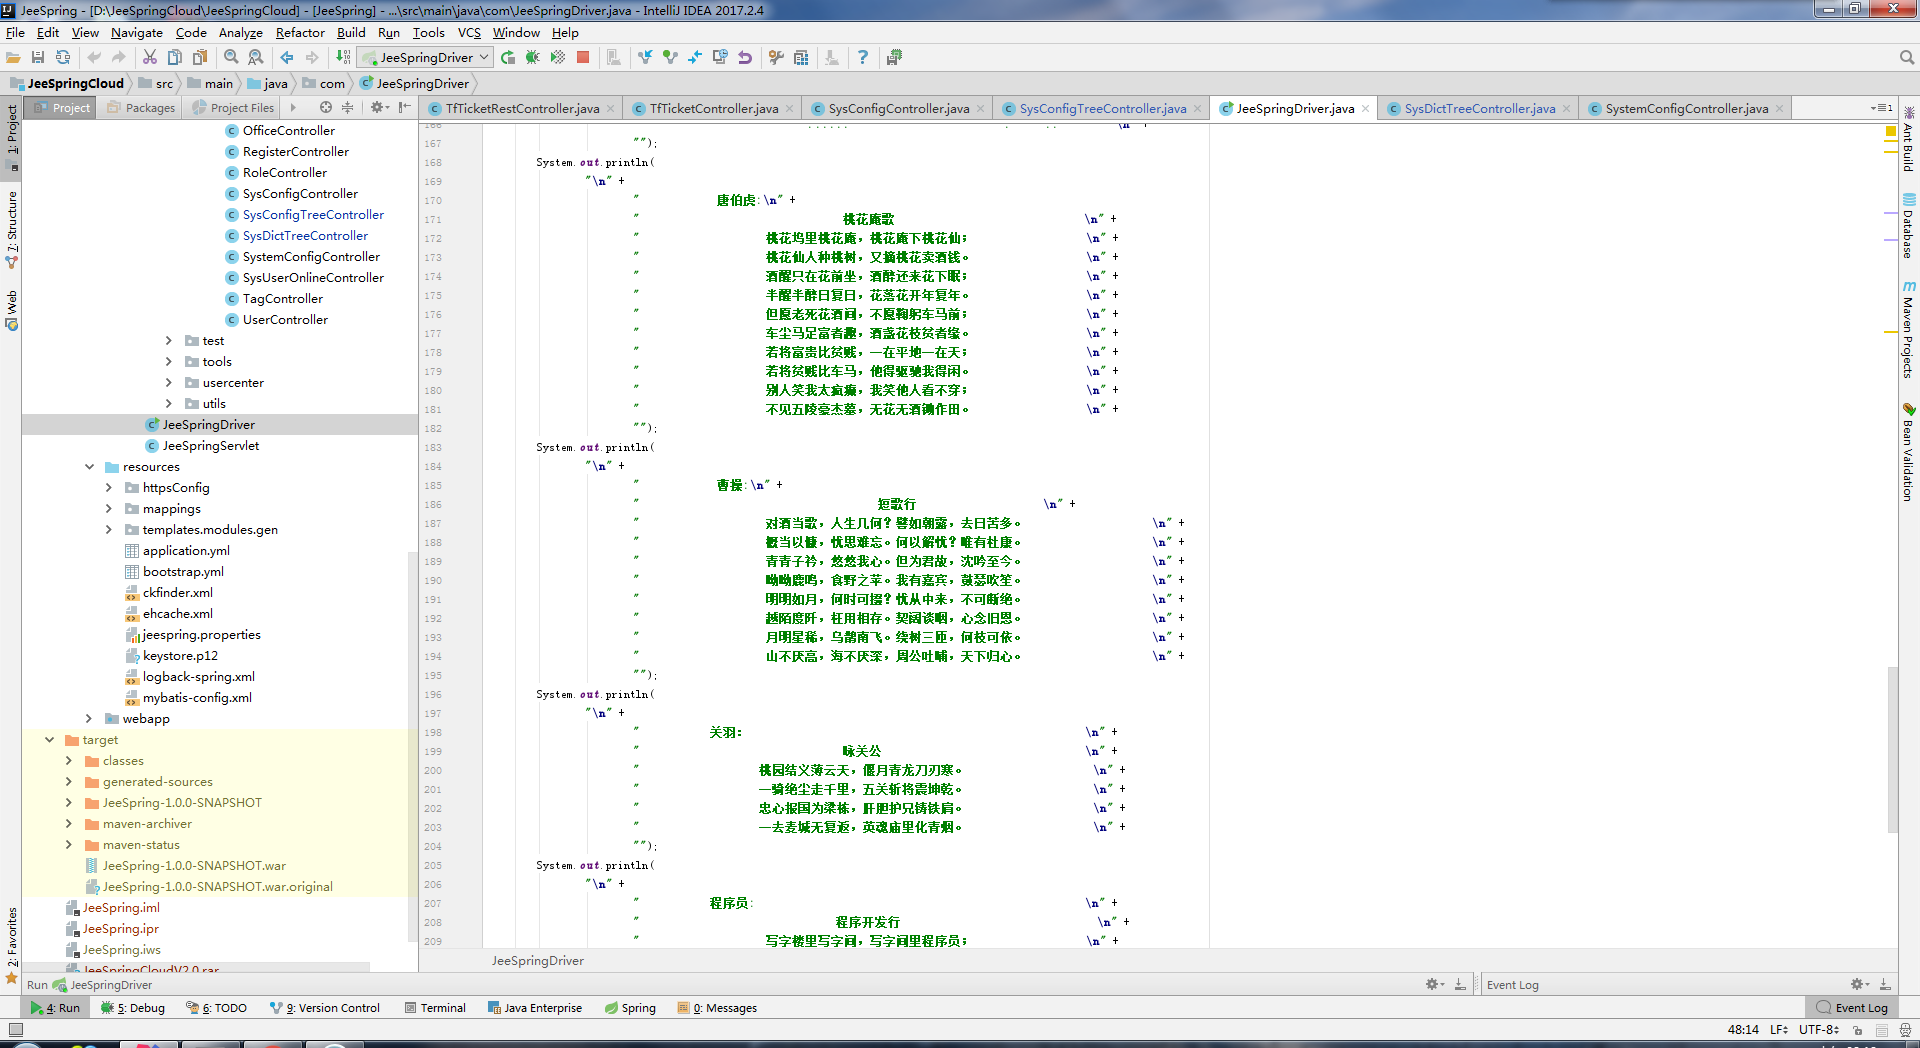 JeeSpring - [D:\JeeSpringCloud\JeeSpringCloud] - [JeeSpring] - ...\src\main\java\com\JeeSpringDriver.java - IntelliJ IDEA 2017.2.4
File Edit View Navigate Code Analyze Refactor Build Run Tools VCS Window Help
JeeSpringDriver
JeeSpringCloud src main java com JeeSpringDriver
Project Packages Project Files
TfTicketRestController.java TfTicketController.java SysConfigController.java SysConfigTreeController.java JeeSpringDriver.java SysDictTreeController.java SystemConfigController.java
1: Project
7: Structure
Web
2: Favorites
OfficeController
RegisterController
RoleController
SysConfigController
SysConfigTreeController
SysDictTreeController
SystemConfigController
SysUserOnlineController
TagController
UserController
test
tools
usercenter
utils
JeeSpringDriver
JeeSpringServlet
resources
httpsConfig
mappings
templates.modules.gen
application.yml
bootstrap.yml
ckfinder.xml
ehcache.xml
jeespring.properties
keystore.p12
logback-spring.xml
mybatis-config.xml
webapp
target
classes
generated-sources
JeeSpring-1.0.0-SNAPSHOT
maven-archiver
maven-status
JeeSpring-1.0.0-SNAPSHOT.war
JeeSpring-1.0.0-SNAPSHOT.war.original
JeeSpring.iml
JeeSpring.ipr
JeeSpring.iws
JeeSpringCloudV2.0.rar
167 "");
168 System.out.println(
169 "\n" +
170 " 唐伯虎:\n" +
171 " 桃花庵歌 \n" +
172 " 桃花坞里桃花庵，桃花庵下桃花仙； \n" +
173 " 桃花仙人种桃树，又摘桃花卖酒钱。 \n" +
174 " 酒醒只在花前坐，酒醉还来花下眠； \n" +
175 " 半醒半醉日复日，花落花开年复年。 \n" +
176 " 但愿老死花酒间，不愿鞠躬车马前； \n" +
177 " 车尘马足富者趣，酒盏花枝贫者缘。 \n" +
178 " 若将富贵比贫贱，一在平地一在天； \n" +
179 " 若将贫贱比车马，他得驱驰我得闲。 \n" +
180 " 别人笑我太疯癫，我笑他人看不穿； \n" +
181 " 不见五陵豪杰墓，无花无酒锄作田。 \n" +
182 "");
183 System.out.println(
184 "\n" +
185 " 曹操:\n" +
186 " 短歌行 \n" +
187 " 对酒当歌，人生几何？譬如朝露，去日苦多。 \n" +
188 " 概当以慷，忧思难忘。何以解忧？唯有杜康。 \n" +
189 " 青青子衿，悠悠我心。但为君故，沈吟至今。 \n" +
190 " 呦呦鹿鸣，食野之苹。我有嘉宾，鼓瑟吹笙。 \n" +
191 " 明明如月，何时可掇？忧从中来，不可断绝。 \n" +
192 " 越陌度阡，枉用相存。契阔谈咽，心念旧恩。 \n" +
193 " 月明星稀，乌鹊南飞。绕树三匝，何枝可依。 \n" +
194 " 山不厌高，海不厌深，周公吐哺，天下归心。 \n" +
195 "");
196 System.out.println(
197 "\n" +
198 " 关羽： \n" +
199 " 咏关公 \n" +
200 " 桃园结义薄云天，偃月青龙刀刃寒。 \n" +
201 " 一骑绝尘走千里，五关斩将震坤乾。 \n" +
202 " 忠心报国为梁栋，肝胆护兄铸铁肩。 \n" +
203 " 一去麦城无复返，英魂庙里化青烟。 \n" +
204 "");
205 System.out.println(
206 "\n" +
207 " 程序员: \n" +
208 " 程序开发行 \n" +
209 " 写字楼里写字间，写字间里程序员； \n" +
JeeSpringDriver
Ant Build
Database
Maven Projects
Bean Validation
Run JeeSpringDriver Event Log
4: Run 5: Debug 6: TODO 9: Version Control Terminal Java Enterprise Spring 0: Messages Event Log
48:14 LF UTF-8